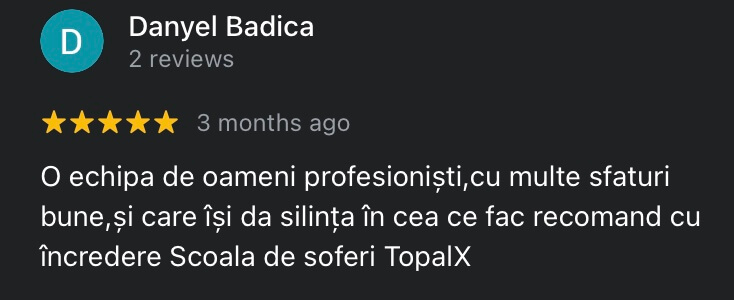 D
Danyel Badica
2 reviews
★★★★★ 3 months ago
O echipa de oameni profesioniști,cu multe sfaturi
bune,și care își da silința în cea ce fac recomand cu
încredere Scoala de soferi TopalX